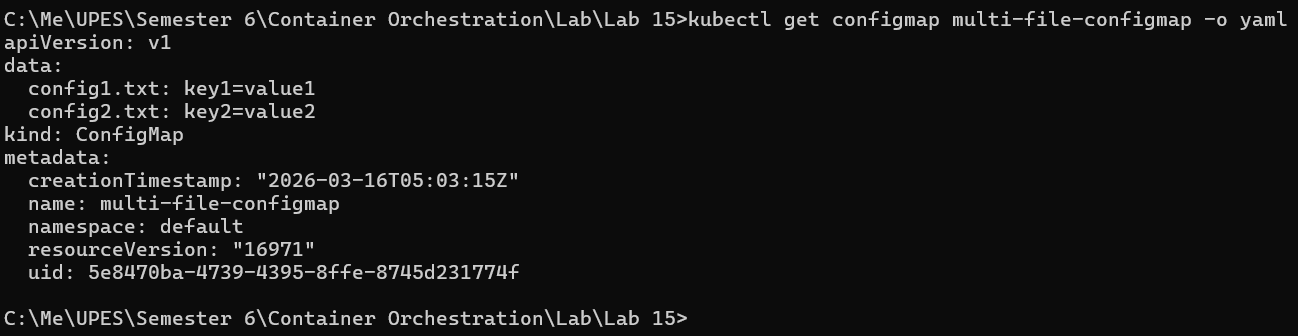 C:\Me\UPES\Semester 6\Container Orchestration\Lab\Lab 15>kubectl get configmap multi-file-configmap -o yaml
apiVersion: v1
data:
  config1.txt: key1=value1
  config2.txt: key2=value2
kind: ConfigMap
metadata:
  creationTimestamp: "2026-03-16T05:03:15Z"
  name: multi-file-configmap
  namespace: default
  resourceVersion: "16971"
  uid: 5e8470ba-4739-4395-8ffe-8745d231774f
C:\Me\UPES\Semester 6\Container Orchestration\Lab\Lab 15>